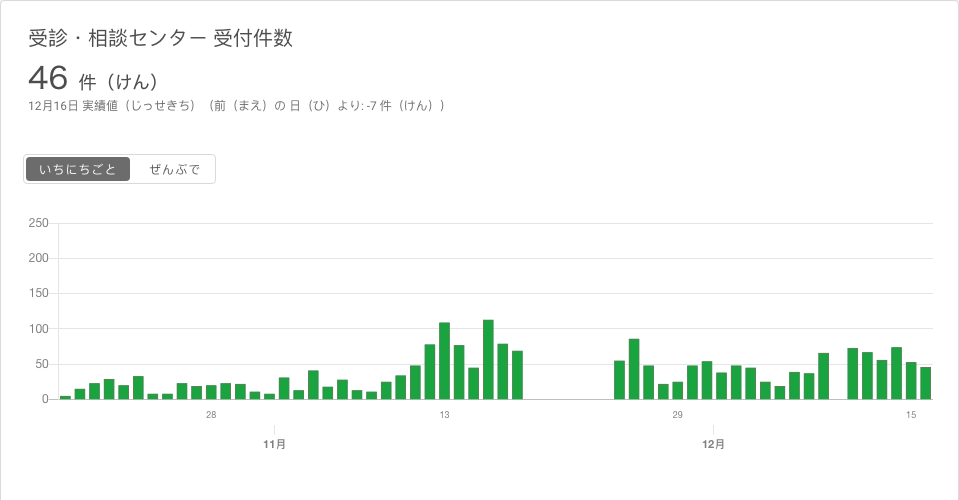 受診・相談センター 受付件数
46 件（けん）
12月16日 実績値（じっせきち）（前（まえ）の 日（ひ）より: -7 件（けん））
いちにちごと ぜんぶで
250
200
150
100
50
0
28 13 29 15
11月 12月